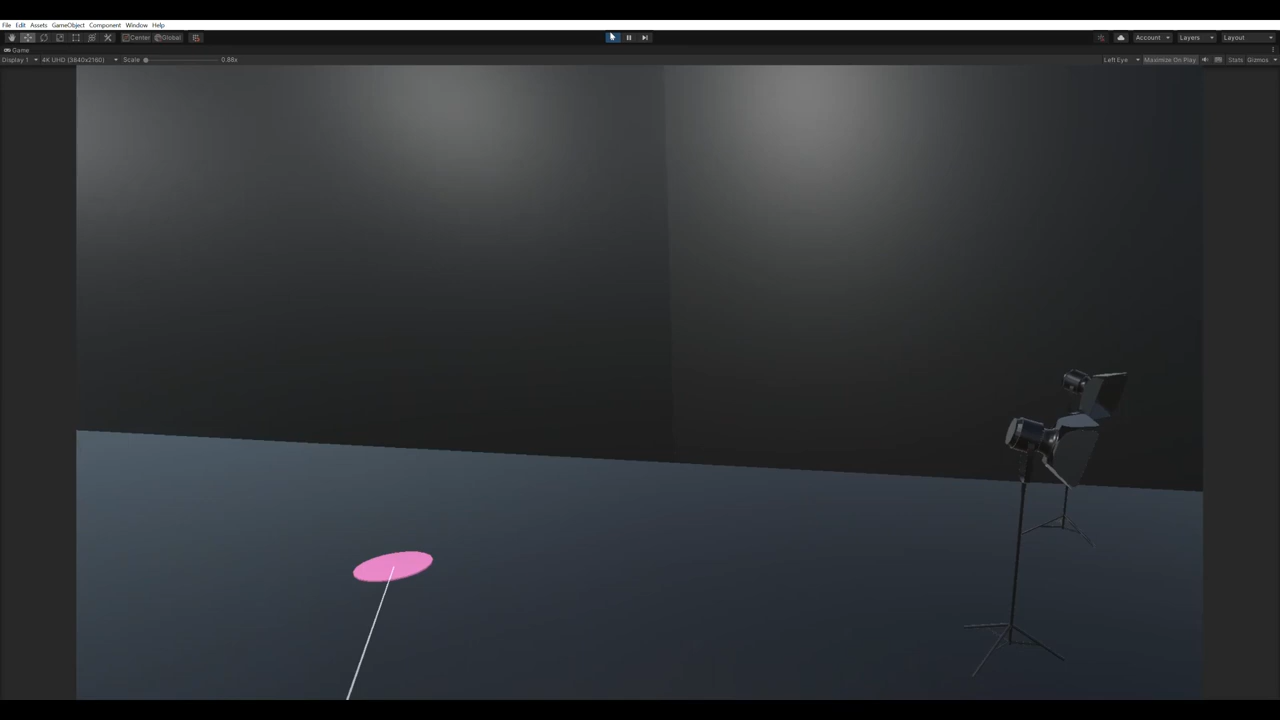 File Edit Assets GameObject Component Window Help
Center Global Account Layers Layout
Game
Display 1 4K UHD (3840x2160) Scale 0.86x Left Eye Maximize On Play Stats Gizmos